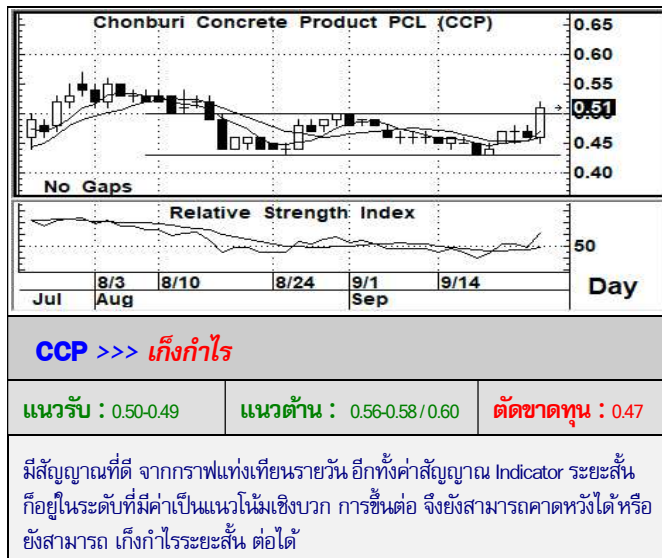 Chonburi Concrete Product PCL (CCP)
0.65
0.60
0.55
0.51
0.50
0.45
0.40
No Gaps
Relative Strength Index
50
8/3 8/10 8/24 9/1 9/14
Jul Aug Sep
Day
CCP >>> เก็งกำไร
แนวรับ : 0.50-0.49
แนวต้าน : 0.56-0.58 / 0.60
ตัดขาดทุน : 0.47
มีสัญญาณที่ดี จากกราฟแท่งเทียนรายวัน อีกทั้งค่าสัญญาณ Indicator ระยะสั้น
ก็อยู่ในระดับที่มีค่าเป็นแนวโน้มเชิงบวก การขึ้นต่อ จึงยังสามารถคาดหวังได้หรือ
ยังสามารถ เก็งกำไรระยะสั้น ต่อได้